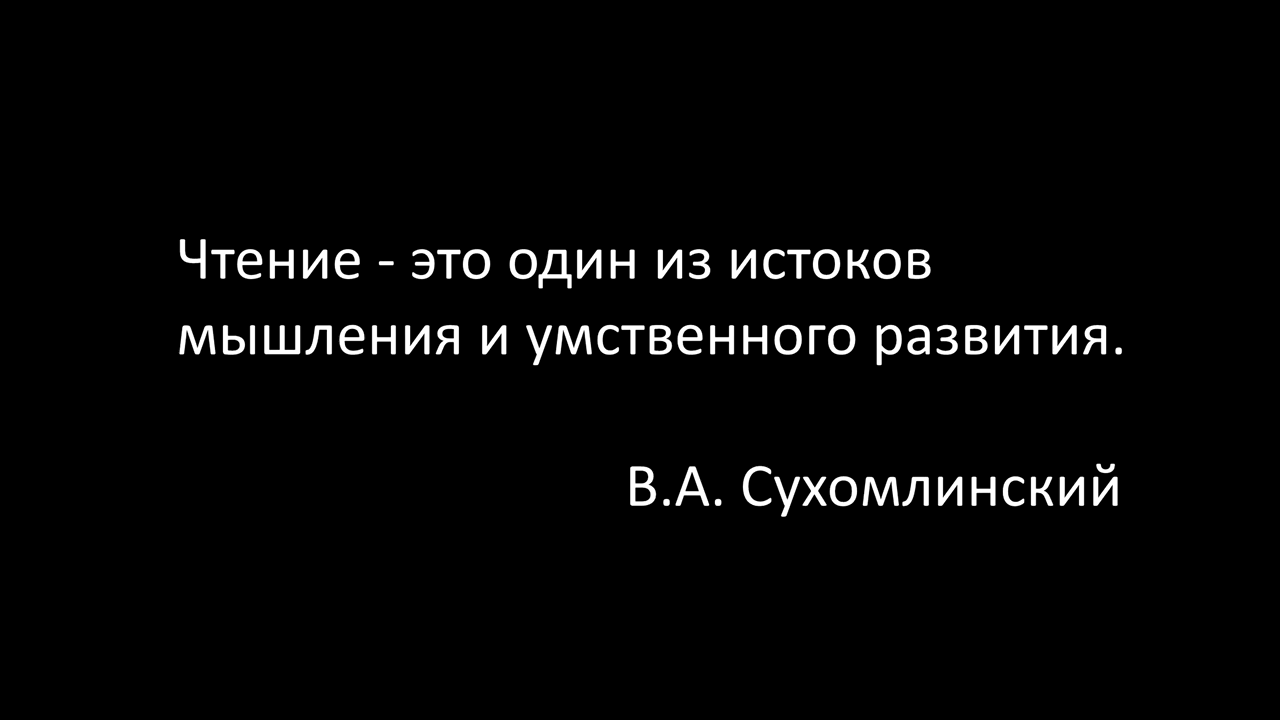 Чтение - это один из истоков
мышления и умственного развития.
В.А. Сухомлинский